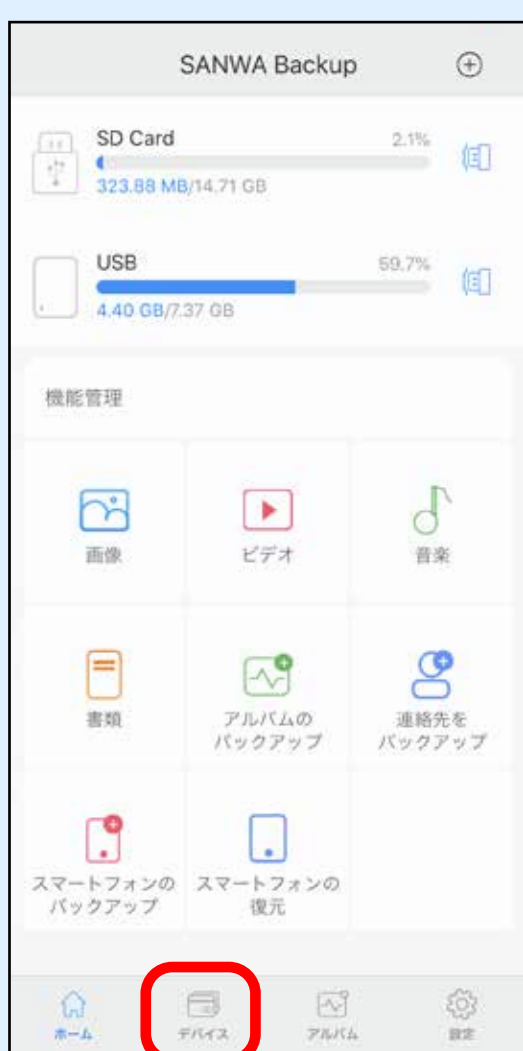 SANWA Backup
SD Card 2.1%
323.88 MB/14.71 GB
USB 59.7%
4.40 GB/7.37 GB
機能管理
画像 ビデオ 音楽
書類 アルバムの 連絡先を
バックアップ バックアップ
スマートフォンの スマートフォンの
バックアップ 復元
ホーム デバイス アルバム 設定